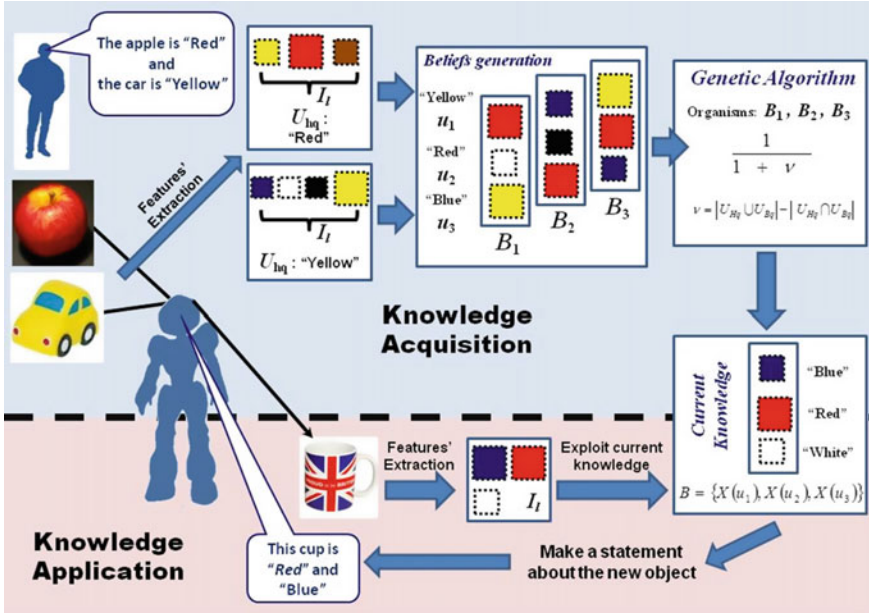 The apple is “Red”
and
the car is “Yellow”
Features’
Extraction
I_l
U_hq :
“Red”
I_l
U_hq : “Yellow”
Beliefs generation
“Yellow”
u_1
“Red”
u_2
“Blue”
u_3
B_1
B_2
B_3
Genetic Algorithm
Organisms: B_1 , B_2 , B_3
1
1 + ν
ν = |U_Hq ∪ U_Bq| − |U_Hq ∩ U_Bq|
Knowledge
Acquisition
Current
Knowledge
“Blue”
“Red”
“White”
B = {X(u_1), X(u_2), X(u_3)}
Features’
Extraction
I_l
Exploit current
knowledge
Knowledge
Application
This cup is
“Red” and
“Blue”
Make a statement
about the new object